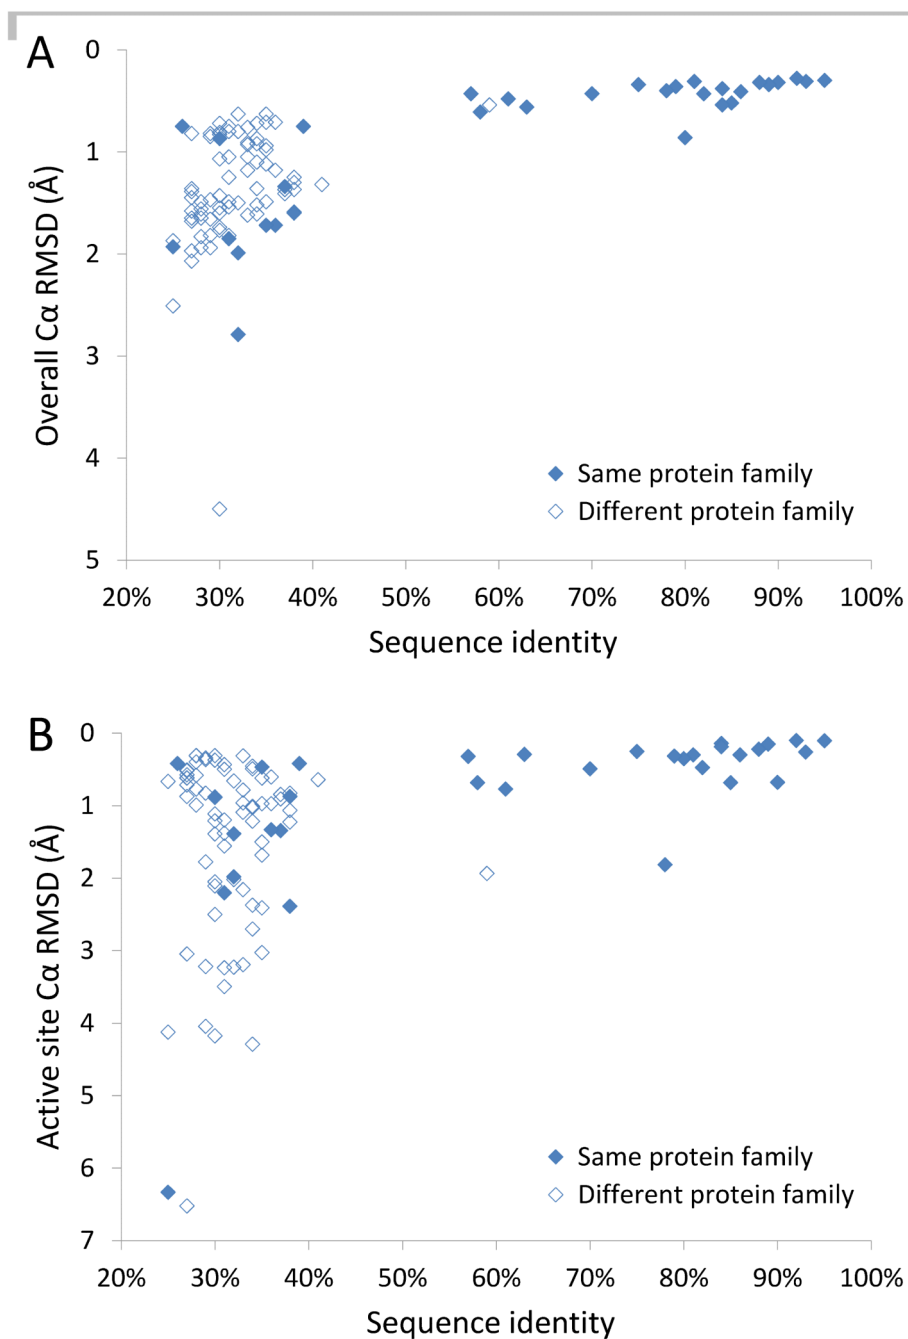 A
0
1
2
3
4
5
Overall Cα RMSD (Å)
Same protein family
Different protein family
20% 30% 40% 50% 60% 70% 80% 90% 100%
Sequence identity
B
0
1
2
3
4
5
6
7
Active site Cα RMSD (Å)
Same protein family
Different protein family
20% 30% 40% 50% 60% 70% 80% 90% 100%
Sequence identity